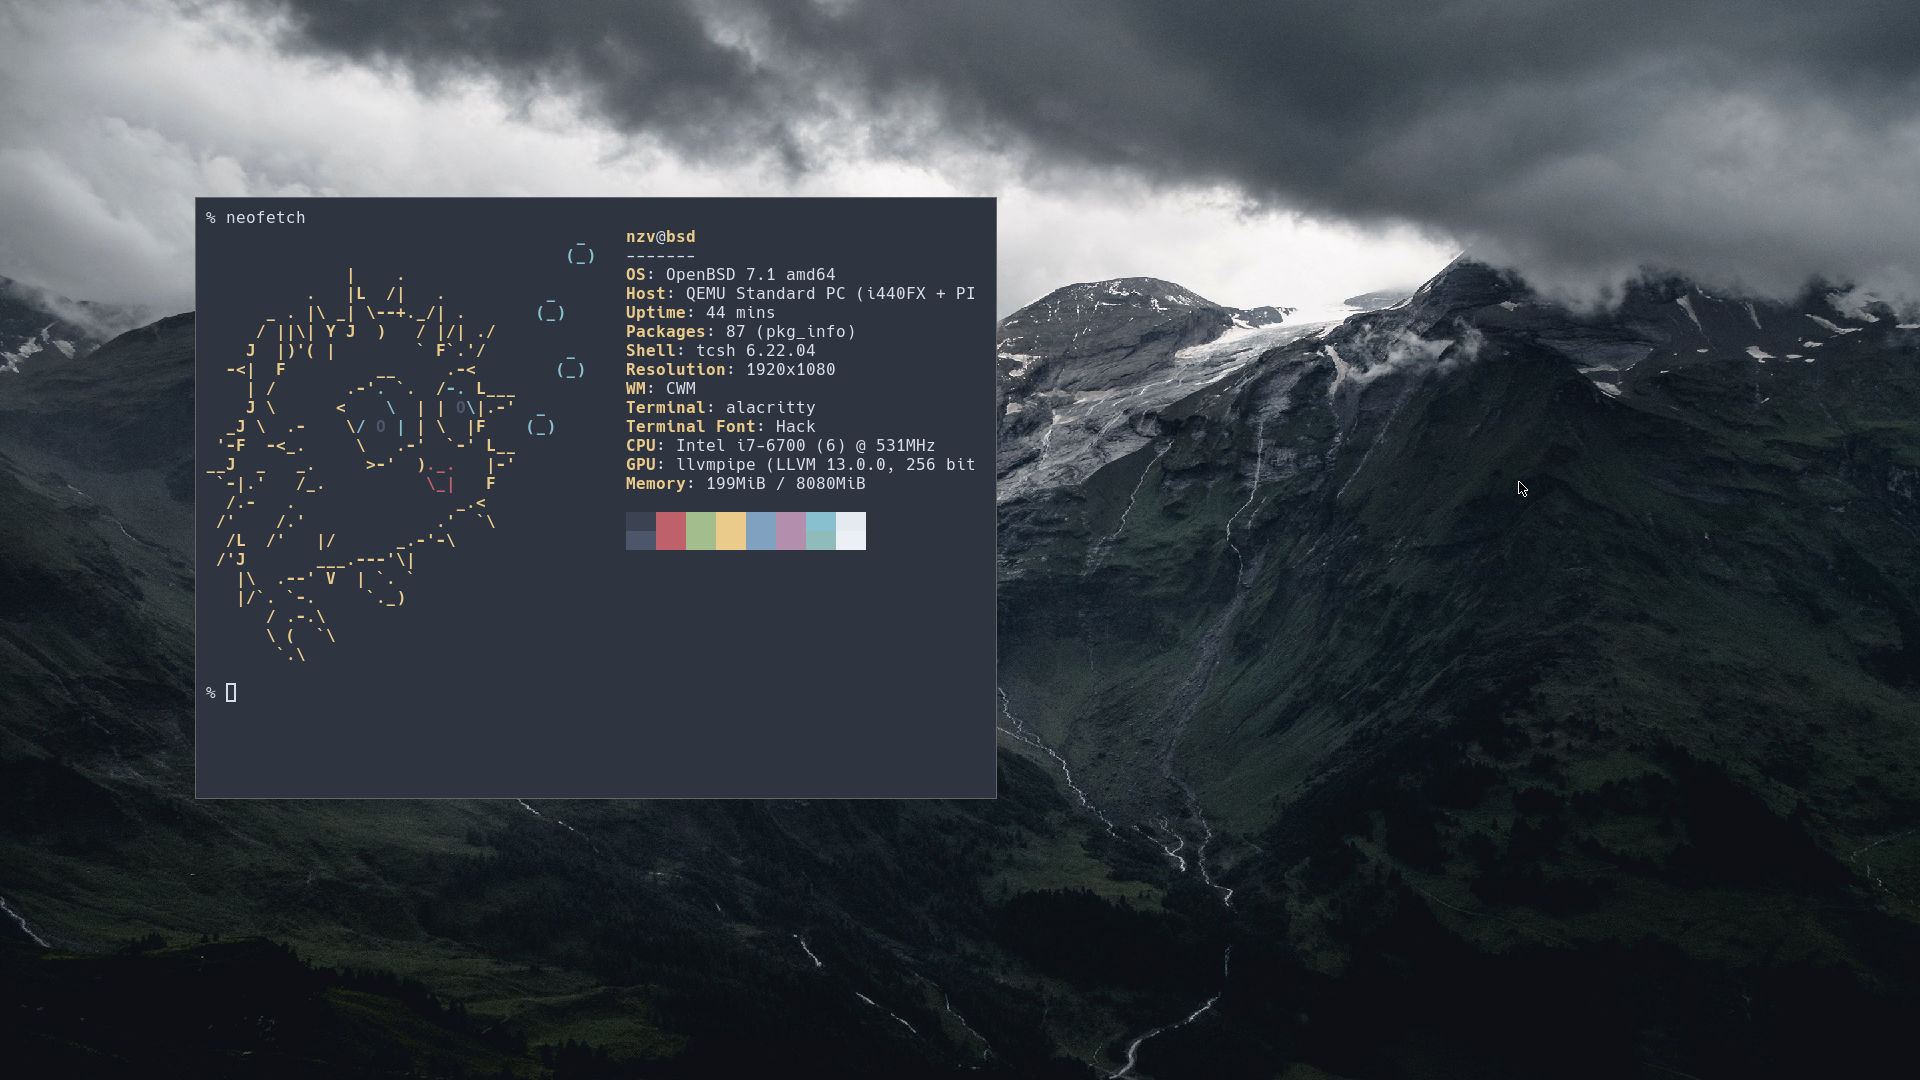 % neofetch
nzv@bsd
-------
OS: OpenBSD 7.1 amd64
Host: QEMU Standard PC (i440FX + PI
Uptime: 44 mins
Packages: 87 (pkg_info)
Shell: tcsh 6.22.04
Resolution: 1920x1080
WM: CWM
Terminal: alacritty
Terminal Font: Hack
CPU: Intel i7-6700 (6) @ 531MHz
GPU: llvmpipe (LLVM 13.0.0, 256 bit
Memory: 199MiB / 8080MiB
%